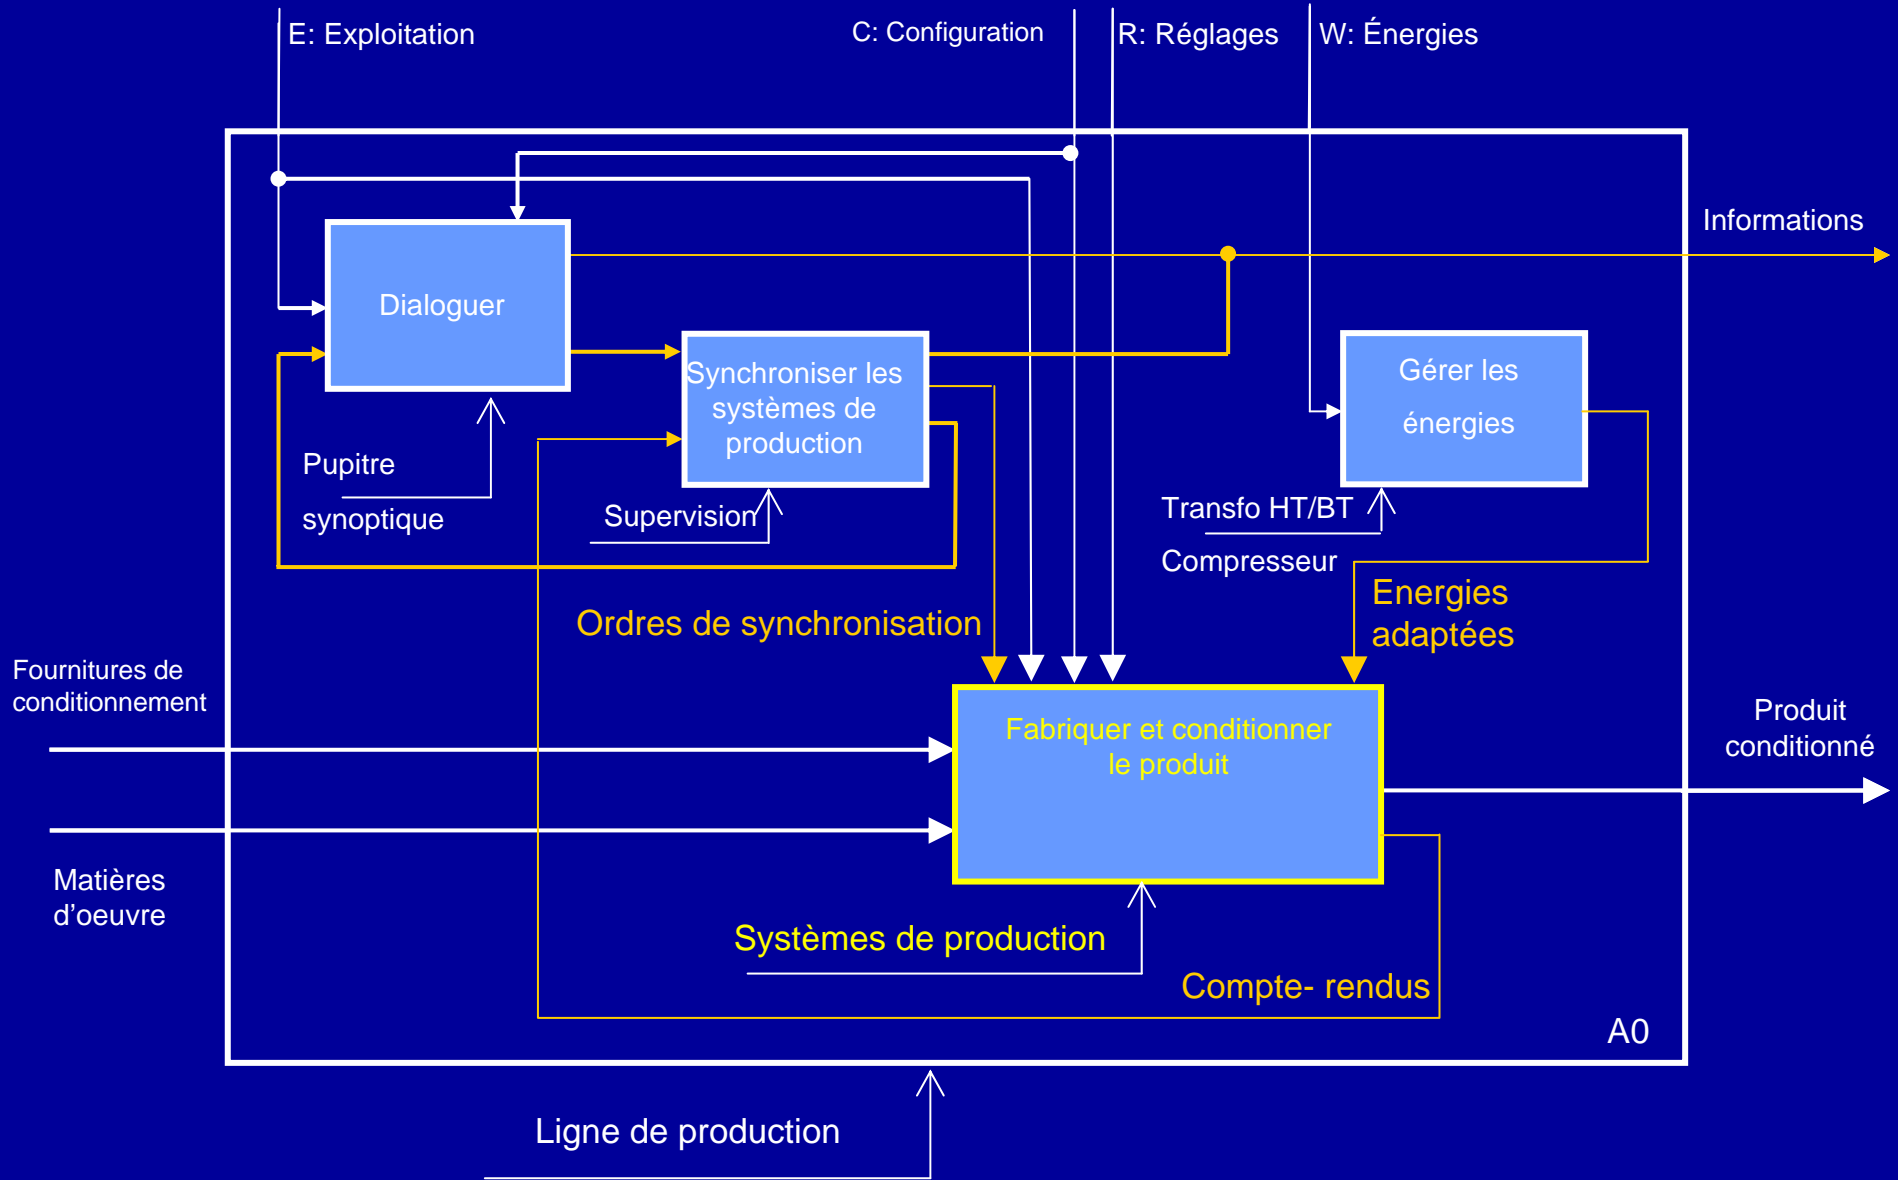 E: Exploitation
C: Configuration
R: Réglages
W: Énergies
Informations
Dialoguer
Synchroniser les
systèmes de
production
Gérer les
énergies
Pupitre
synoptique
Supervision
Transfo HT/BT
Compresseur
Ordres de synchronisation
Energies
adaptées
Fournitures de
conditionnement
Fabriquer et conditionner
le produit
Produit
conditionné
Matières
d'oeuvre
Systèmes de production
Compte- rendus
A0
Ligne de production